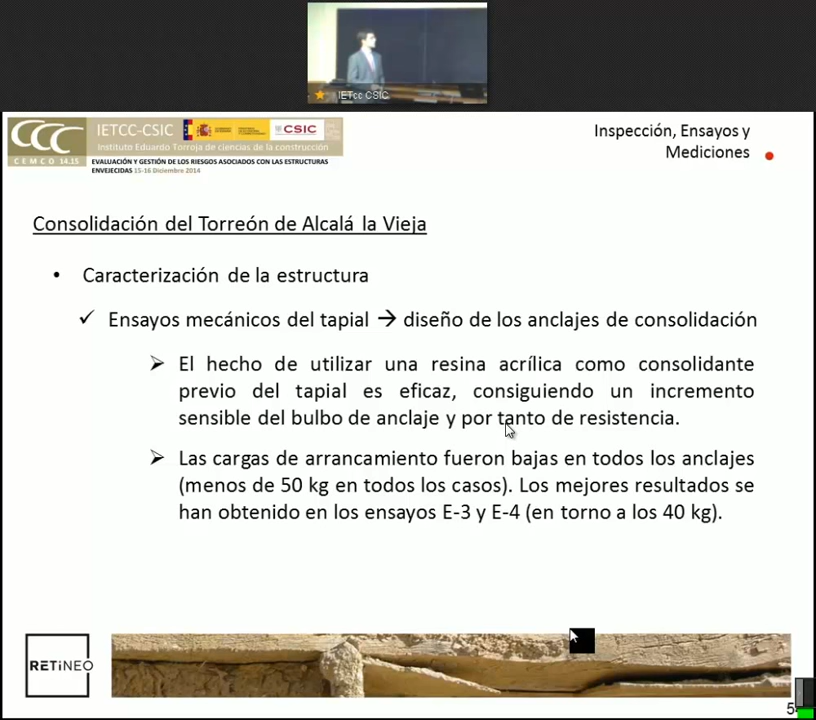 IETcc CSIC
CCC
CEMCO 14.15
IETCC-CSIC
CSIC
Instituto Eduardo Torroja de ciencias de la construcción
EVALUACIÓN Y GESTIÓN DE LOS RIESGOS ASOCIADOS CON LAS ESTRUCTURAS
ENVEJECIDAS 15-16 Diciembre 2014
Inspección, Ensayos y
Mediciones
Consolidación del Torreón de Alcalá la Vieja
• Caracterización de la estructura
✓ Ensayos mecánicos del tapial → diseño de los anclajes de consolidación
➢ El hecho de utilizar una resina acrílica como consolidante
previo del tapial es eficaz, consiguiendo un incremento
sensible del bulbo de anclaje y por tanto de resistencia.
➢ Las cargas de arrancamiento fueron bajas en todos los anclajes
(menos de 50 kg en todos los casos). Los mejores resultados se
han obtenido en los ensayos E-3 y E-4 (en torno a los 40 kg).
RETINEO